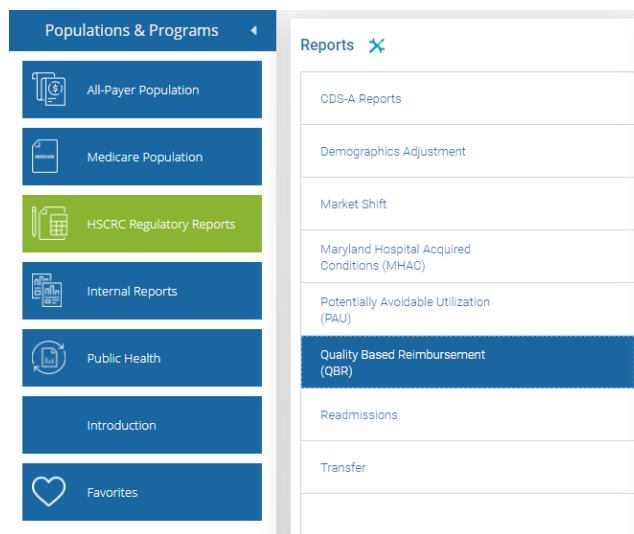 Populations & Programs
All-Payer Population
Medicare Population
HSCRC Regulatory Reports
Internal Reports
Public Health
Introduction
Favorites
Reports
CDS-A Reports
Demographics Adjustment
Market Shift
Maryland Hospital Acquired
Conditions (MHAC)
Potentially Avoidable Utilization
(PAU)
Quality Based Reimbursement
(QBR)
Readmissions
Transfer